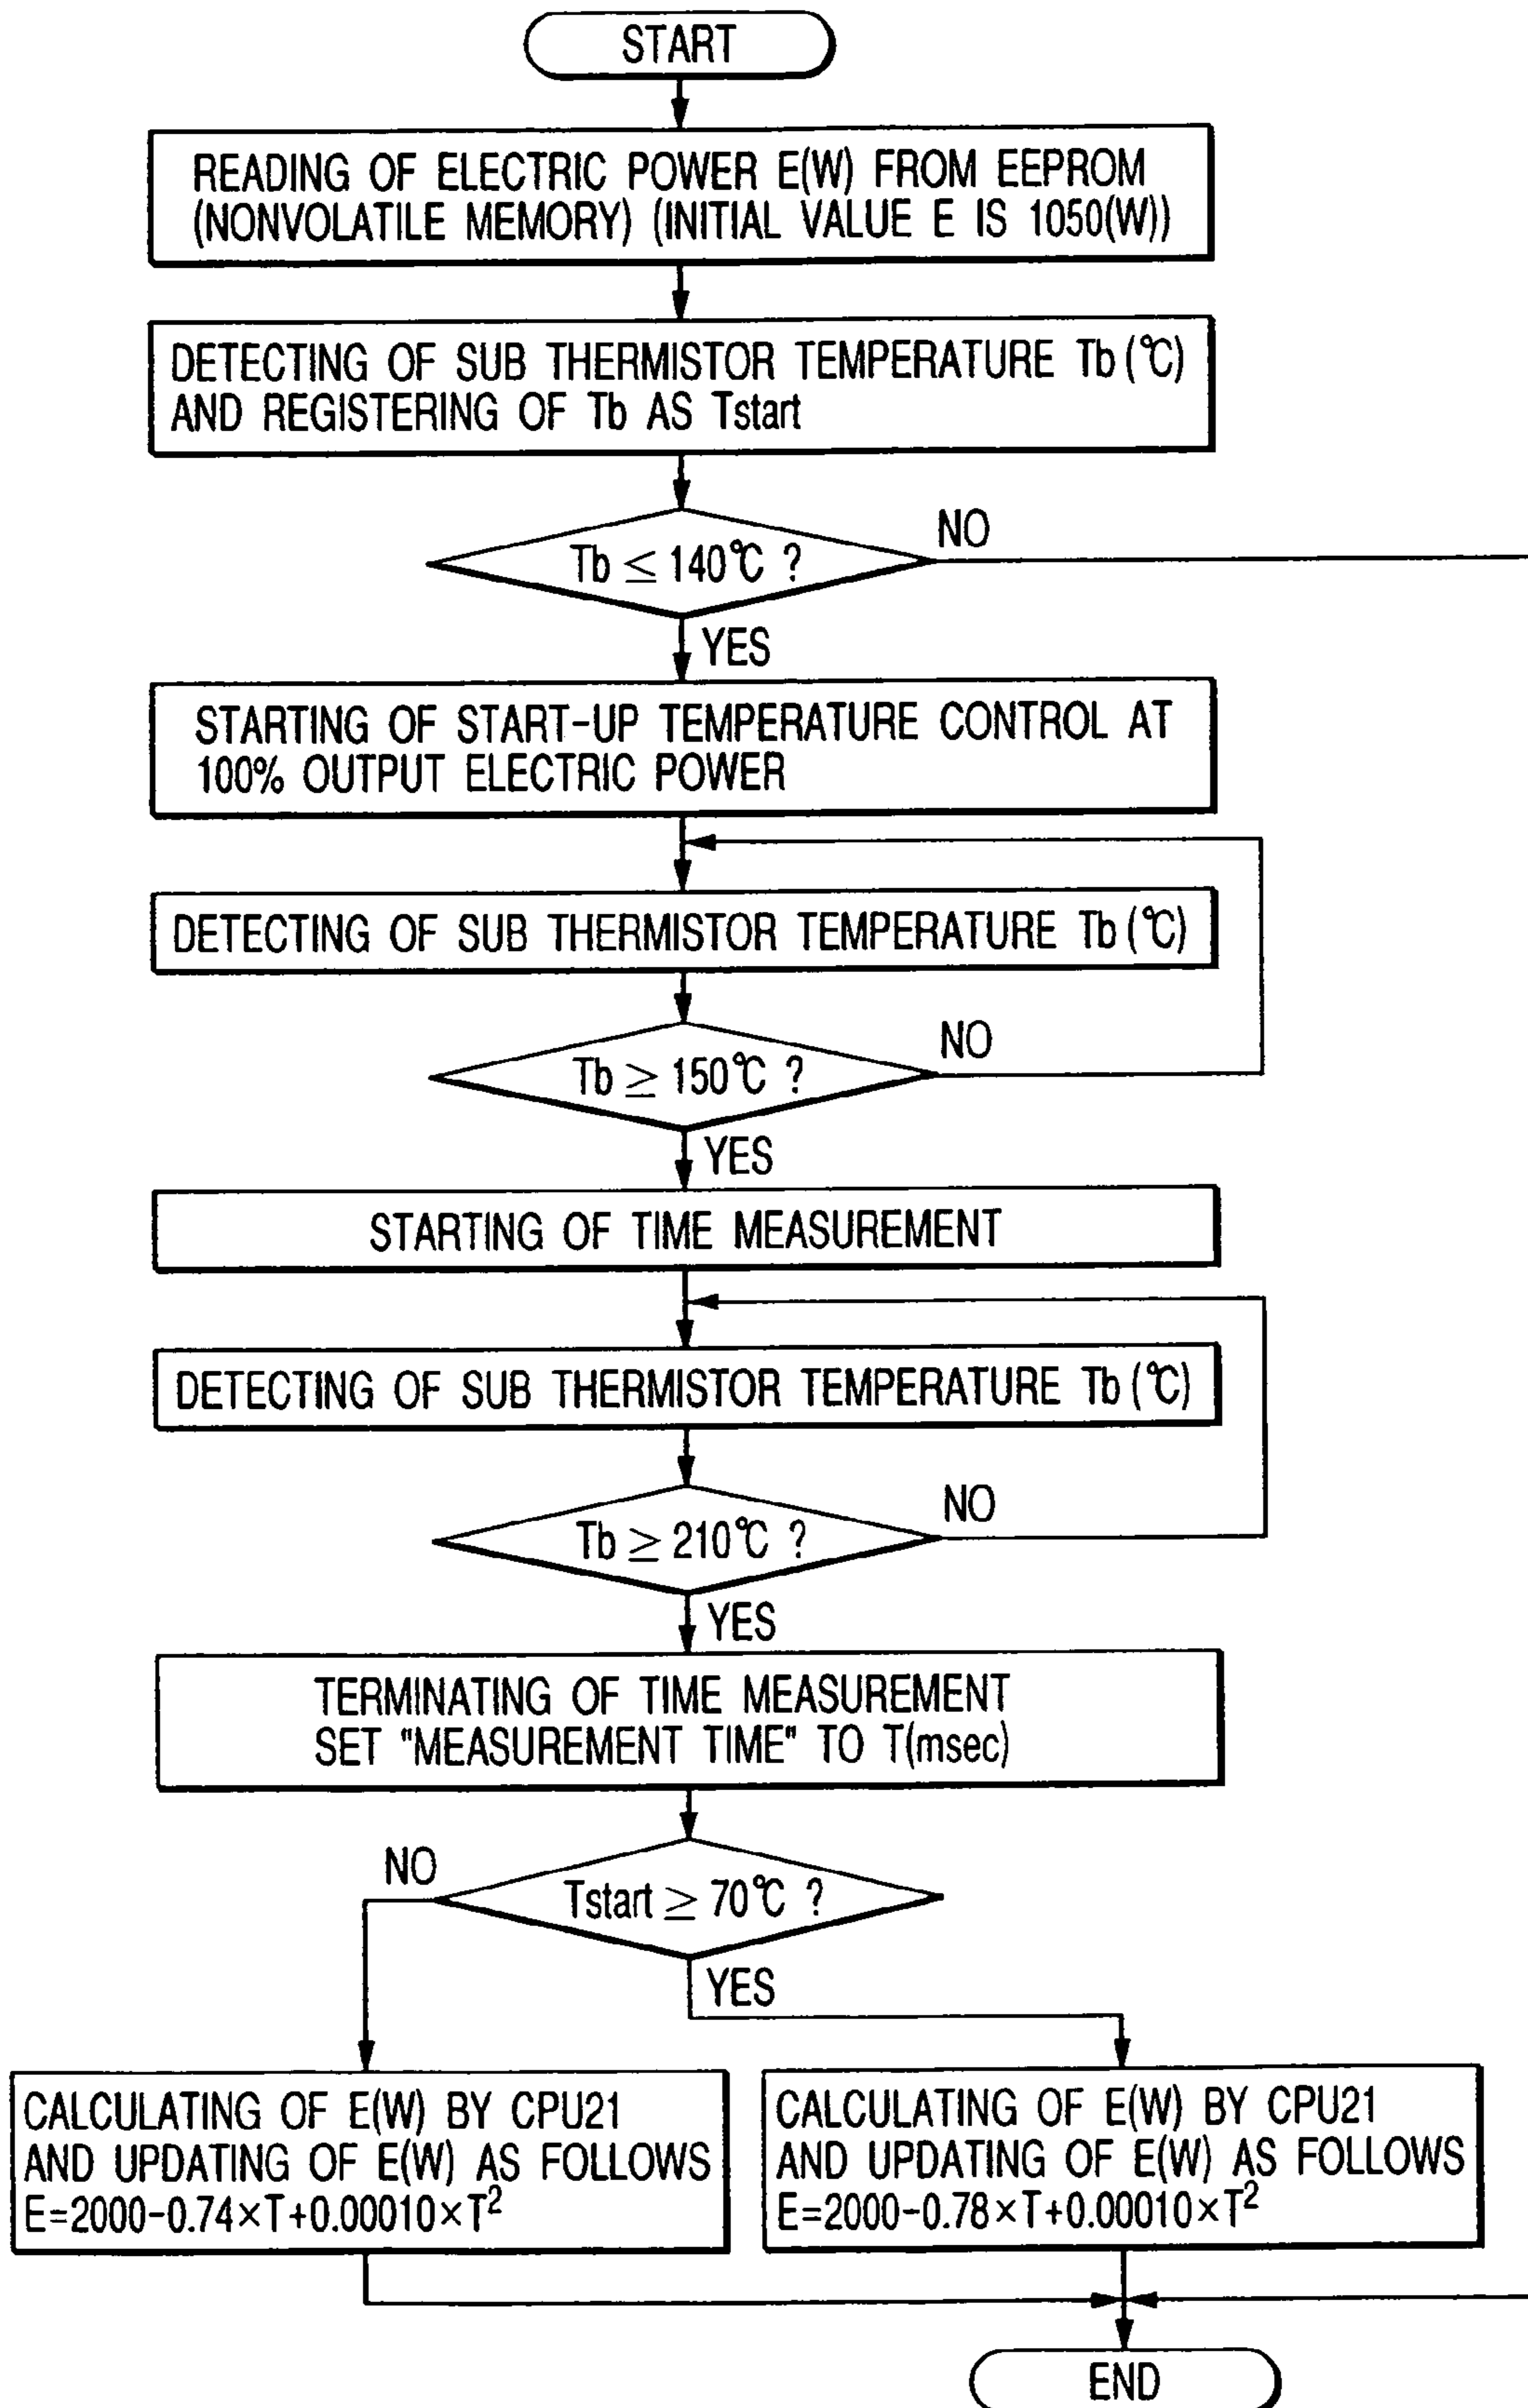 START
READING OF ELECTRIC POWER E(W) FROM EEPROM
(NONVOLATILE MEMORY) (INITIAL VALUE E IS 1050(W))
DETECTING OF SUB THERMISTOR TEMPERATURE Tb (℃)
AND REGISTERING OF Tb AS Tstart
Tb ≤ 140℃ ?
NO
YES
STARTING OF START-UP TEMPERATURE CONTROL AT
100% OUTPUT ELECTRIC POWER
DETECTING OF SUB THERMISTOR TEMPERATURE Tb (℃)
Tb ≥ 150℃ ?
NO
YES
STARTING OF TIME MEASUREMENT
DETECTING OF SUB THERMISTOR TEMPERATURE Tb (℃)
Tb ≥ 210℃ ?
NO
YES
TERMINATING OF TIME MEASUREMENT
SET "MEASUREMENT TIME" TO T(msec)
Tstart ≥ 70℃ ?
NO
YES
CALCULATING OF E(W) BY CPU21
AND UPDATING OF E(W) AS FOLLOWS
E=2000-0.74×T+0.00010×T²
CALCULATING OF E(W) BY CPU21
AND UPDATING OF E(W) AS FOLLOWS
E=2000-0.78×T+0.00010×T²
END